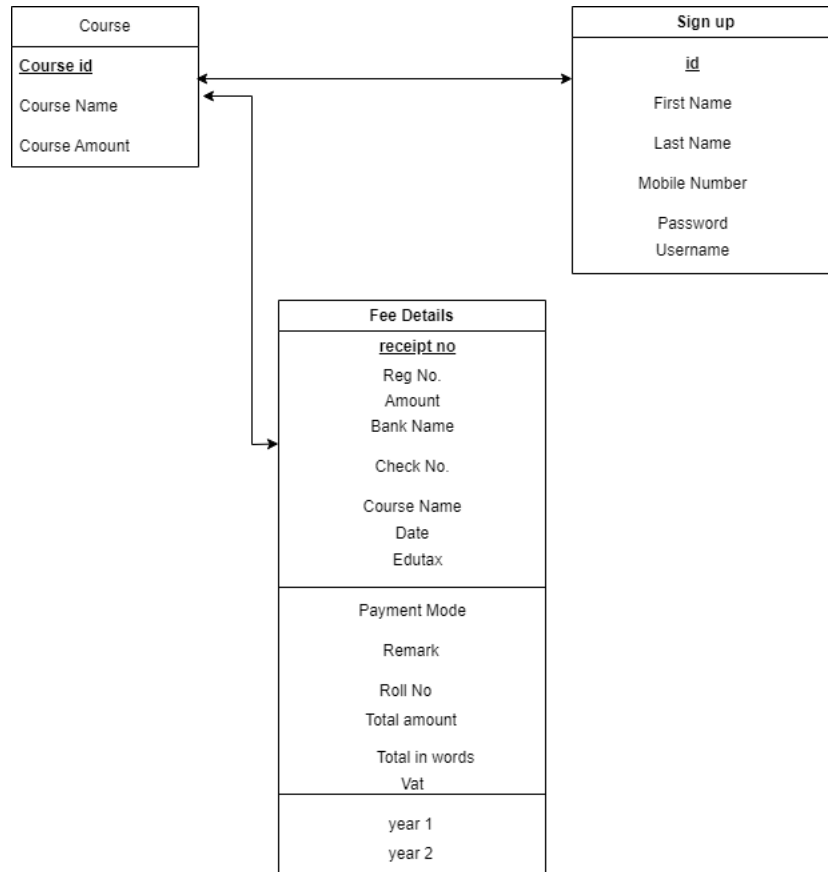 Course
Course id
Course Name
Course Amount
Sign up
id
First Name
Last Name
Mobile Number
Password
Username
Fee Details
receipt no
Reg No.
Amount
Bank Name
Check No.
Course Name
Date
Edutax
Payment Mode
Remark
Roll No
Total amount
Total in words
Vat
year 1
year 2